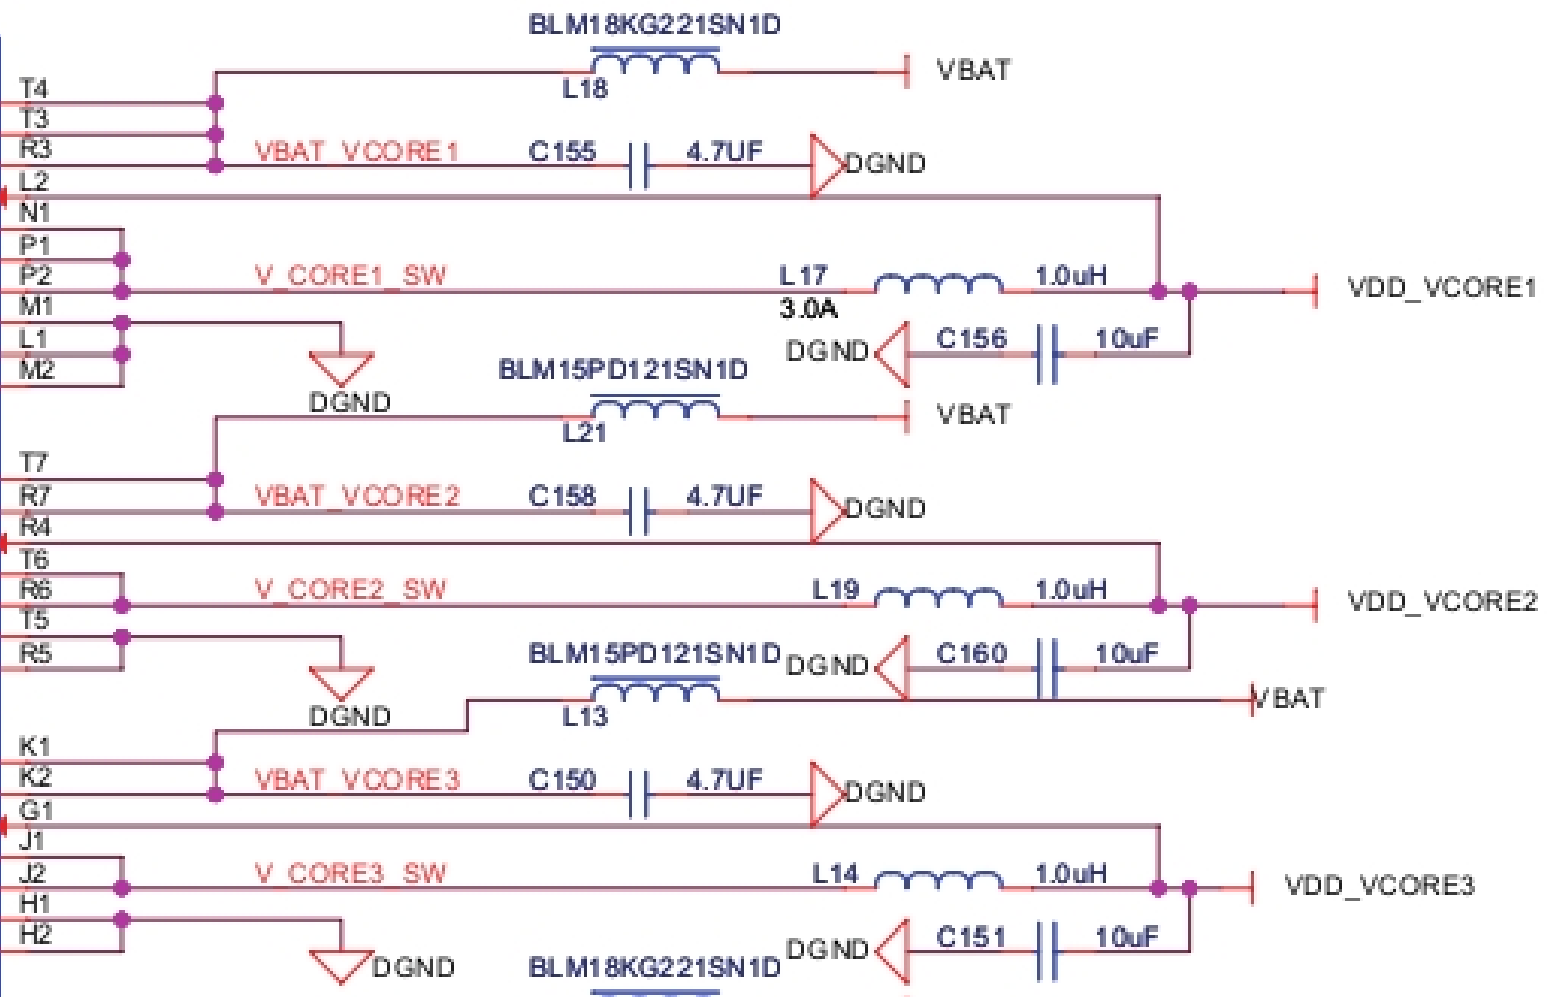 BLM18KG221SN1D
L18
VBAT
T4
T3
R3
VBAT_VCORE1 C155 4.7UF DGND
L2
N1
P1
P2
V_CORE1_SW L17 1.0uH VDD_VCORE1
3.0A
M1
L1
M2
DGND C156 10uF
DGND
BLM15PD121SN1D
L21
VBAT
T7
R7
VBAT_VCORE2 C158 4.7UF DGND
R4
T6
R6
V_CORE2_SW L19 1.0uH VDD_VCORE2
T5
R5
DGND C160 10uF
DGND
BLM15PD121SN1D
L13
VBAT
K1
K2
VBAT_VCORE3 C150 4.7UF DGND
G1
J1
J2
V_CORE3_SW L14 1.0uH VDD_VCORE3
H1
H2
DGND C151 10uF
DGND
BLM18KG221SN1D